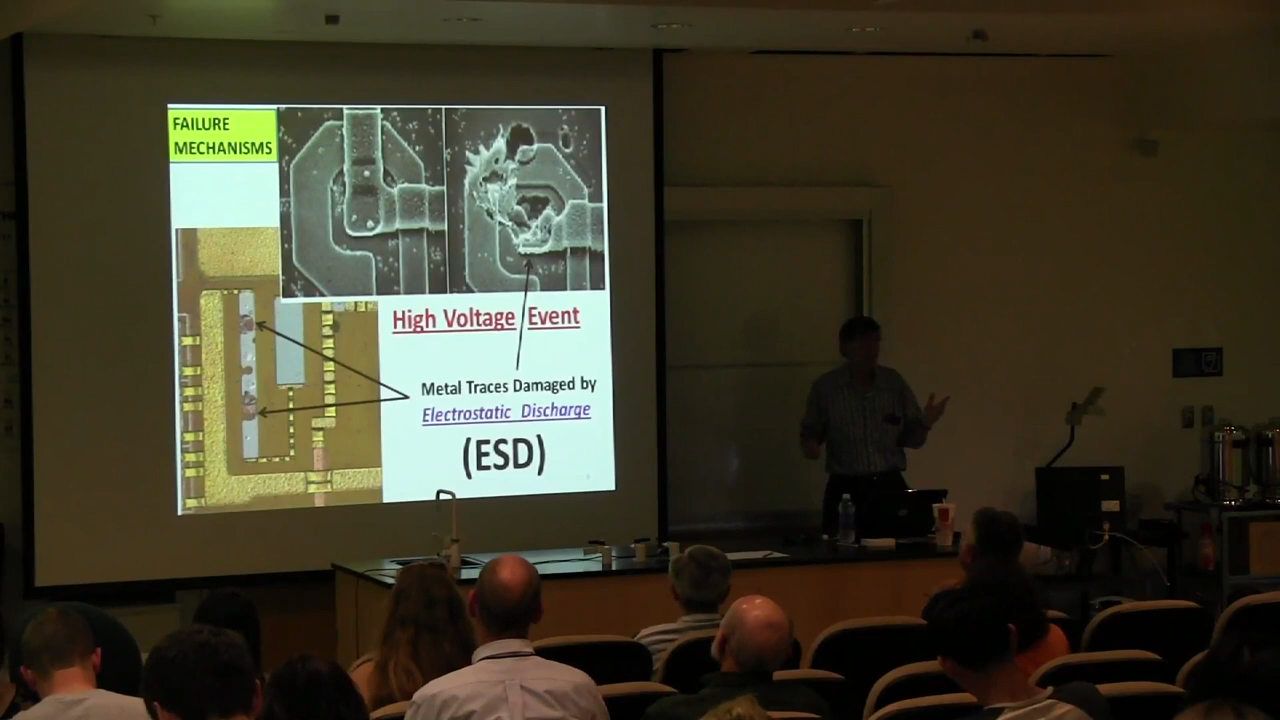 FAILURE
MECHANISMS
High Voltage Event
Metal Traces Damaged by
Electrostatic Discharge
(ESD)